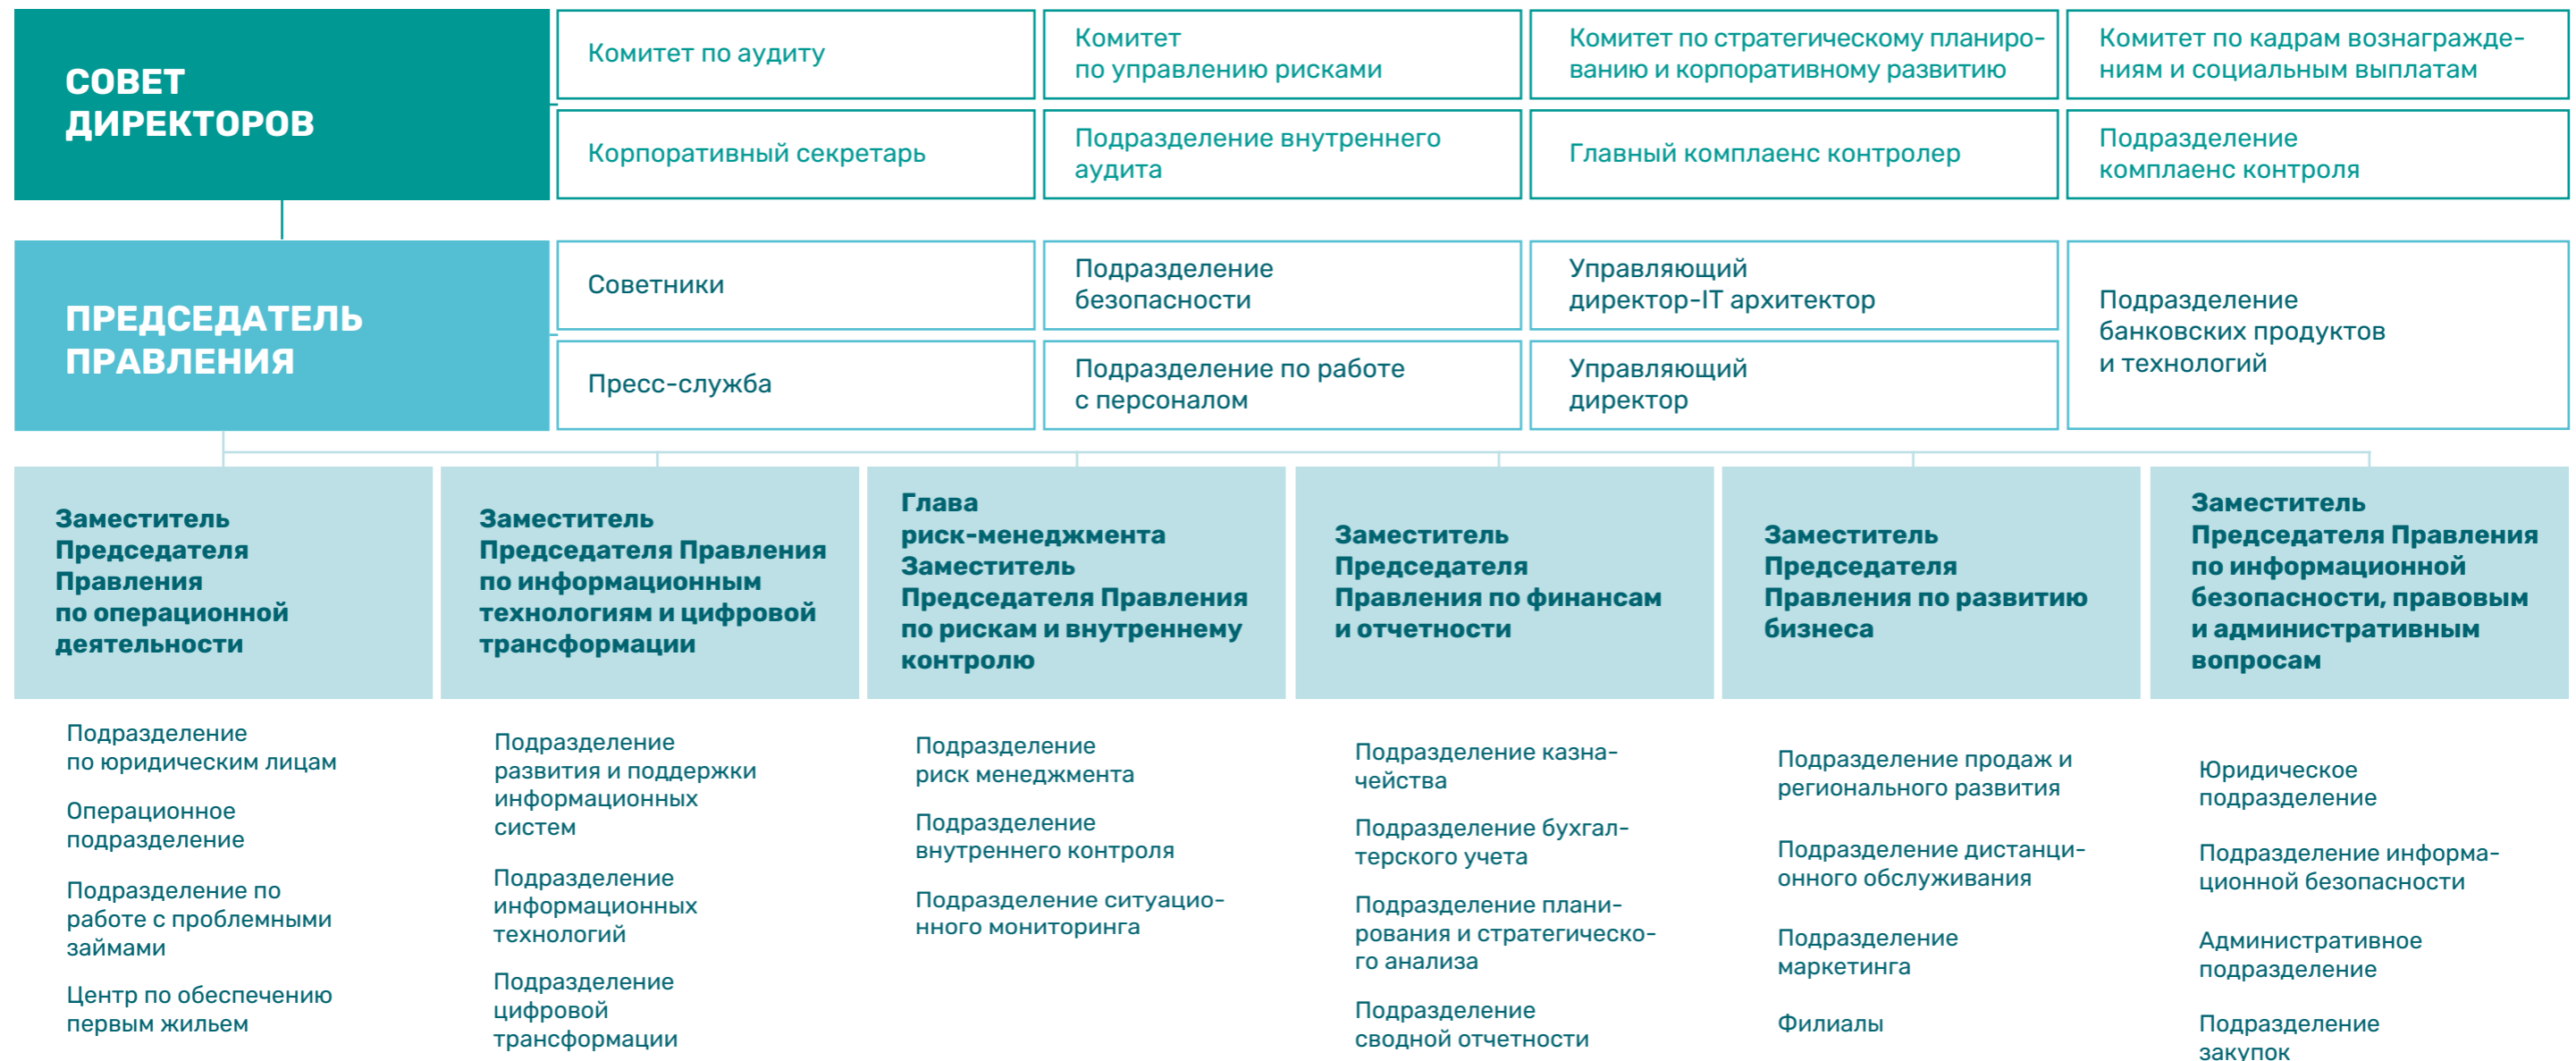 СОВЕТ
ДИРЕКТОРОВ
Комитет по аудиту
Комитет
по управлению рисками
Комитет по стратегическому планиро-
ванию и корпоративному развитию
Комитет по кадрам вознагражде-
ниям и социальным выплатам
Корпоративный секретарь
Подразделение внутреннего
аудита
Главный комплаенс контролер
Подразделение
комплаенс контроля
ПРЕДСЕДАТЕЛЬ
ПРАВЛЕНИЯ
Советники
Подразделение
безопасности
Управляющий
директор-IT архитектор
Подразделение
банковских продуктов
и технологий
Пресс-служба
Подразделение по работе
с персоналом
Управляющий
директор
Заместитель
Председателя
Правления
по операционной
деятельности
Заместитель
Председателя Правления
по информационным
технологиям и цифровой
трансформации
Глава
риск-менеджмента
Заместитель
Председателя Правления
по рискам и внутреннему
контролю
Заместитель
Председателя
Правления по финансам
и отчетности
Заместитель
Председателя
Правления по развитию
бизнеса
Заместитель
Председателя Правления
по информационной
безопасности, правовым
и административным
вопросам
Подразделение
по юридическим лицам
Операционное
подразделение
Подразделение по
работе с проблемными
займами
Центр по обеспечению
первым жильем
Подразделение
развития и поддержки
информационных
систем
Подразделение
информационных
технологий
Подразделение
цифровой
трансформации
Подразделение
риск менеджмента
Подразделение
внутреннего контроля
Подразделение ситуацио-
нного мониторинга
Подразделение казна-
чейства
Подразделение бухгал-
терского учета
Подразделение плани-
рования и стратегическо-
го анализа
Подразделение
сводной отчетности
Подразделение продаж и
регионального развития
Подразделение дистанци-
онного обслуживания
Подразделение
маркетинга
Филиалы
Юридическое
подразделение
Подразделение информа-
ционной безопасности
Административное
подразделение
Подразделение
закупок